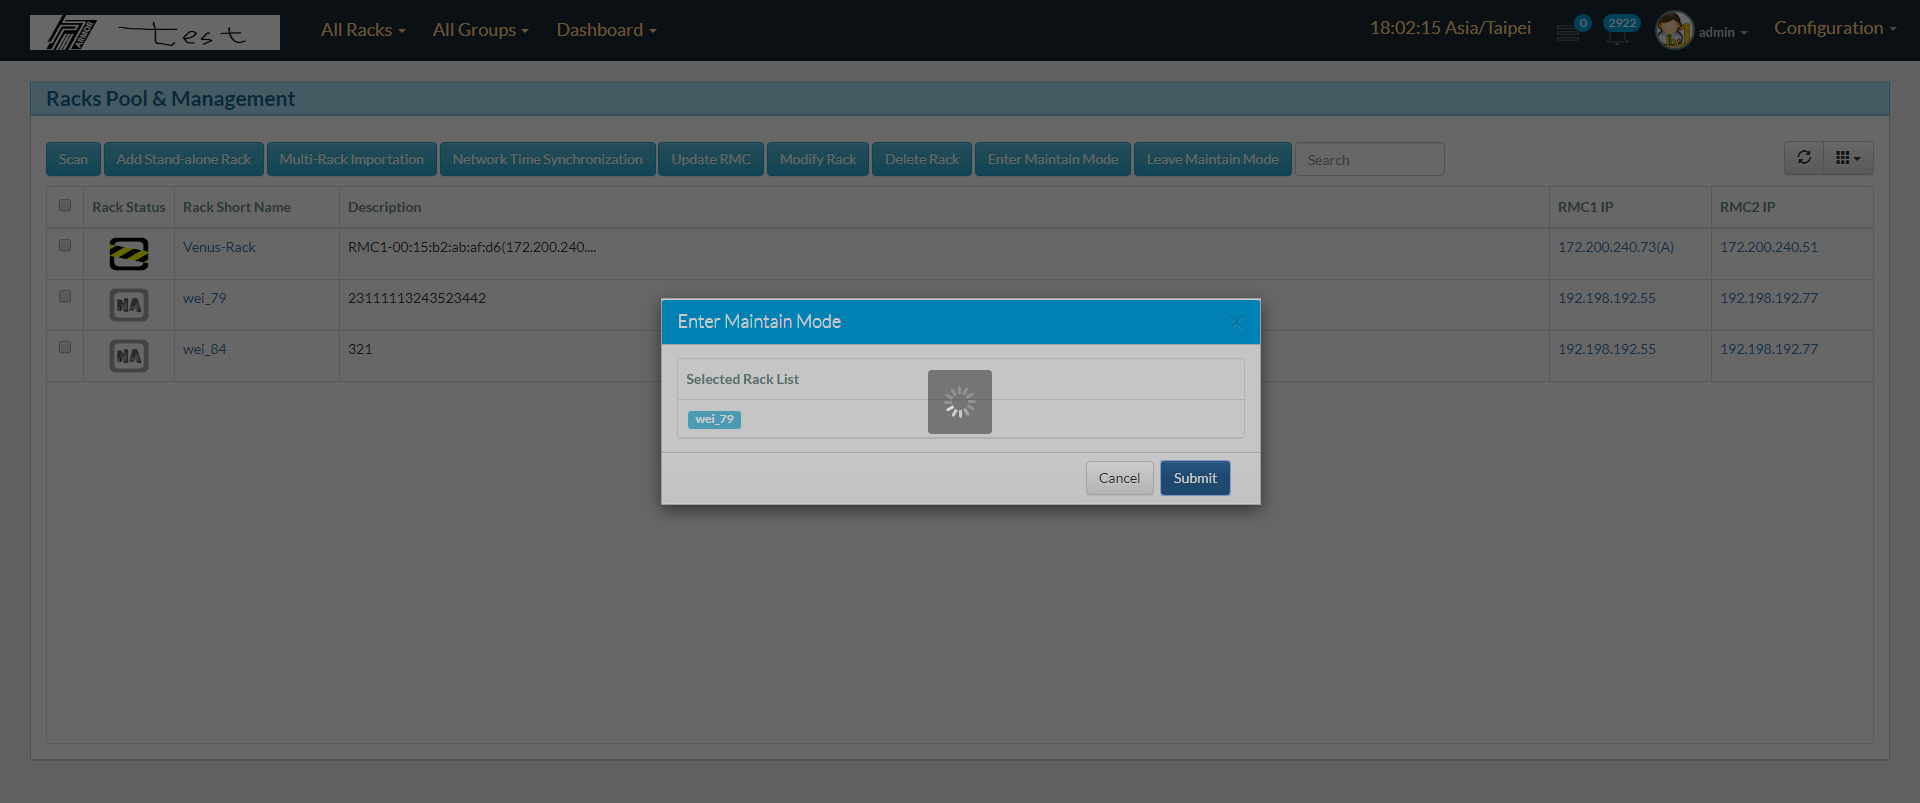 ARMOR test All Racks All Groups Dashboard 18:02:15 Asia/Taipei 0 2922 admin Configuration
Racks Pool & Management
Scan Add Stand-alone Rack Multi-Rack Importation Network Time Synchronization Update RMC Modify Rack Delete Rack Enter Maintain Mode Leave Maintain Mode Search
Rack Status Rack Short Name Description RMC1 IP RMC2 IP
Venus-Rack RMC1-00:15:b2:ab:af:d6(172.200.240.... 172.200.240.73(A) 172.200.240.51
NA wei_79 23111113243523442 192.198.192.55 192.198.192.77
NA wei_84 321 192.198.192.55 192.198.192.77
Enter Maintain Mode ×
Selected Rack List
wei_79
Cancel Submit